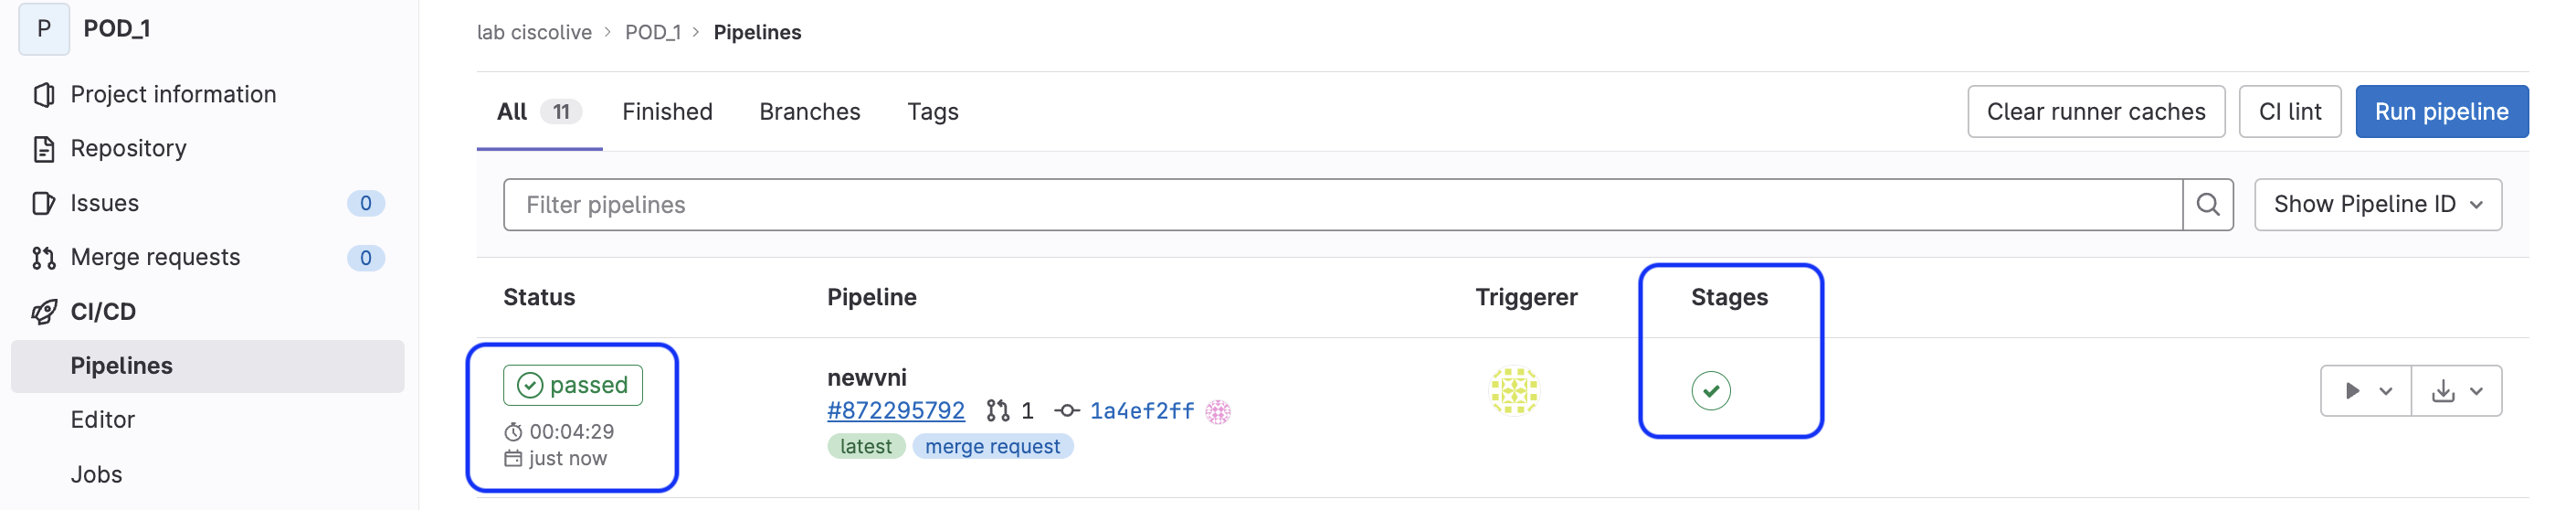 P POD_1
Project information
Repository
Issues 0
Merge requests 0
CI/CD
Pipelines
Editor
Jobs
lab ciscolive > POD_1 > Pipelines
All 11 Finished Branches Tags Clear runner caches CI lint Run pipeline
Filter pipelines Show Pipeline ID
Status Pipeline Triggerer Stages
passed
00:04:29
just now
newvni
#872295792 1 1a4ef2ff
latest merge request